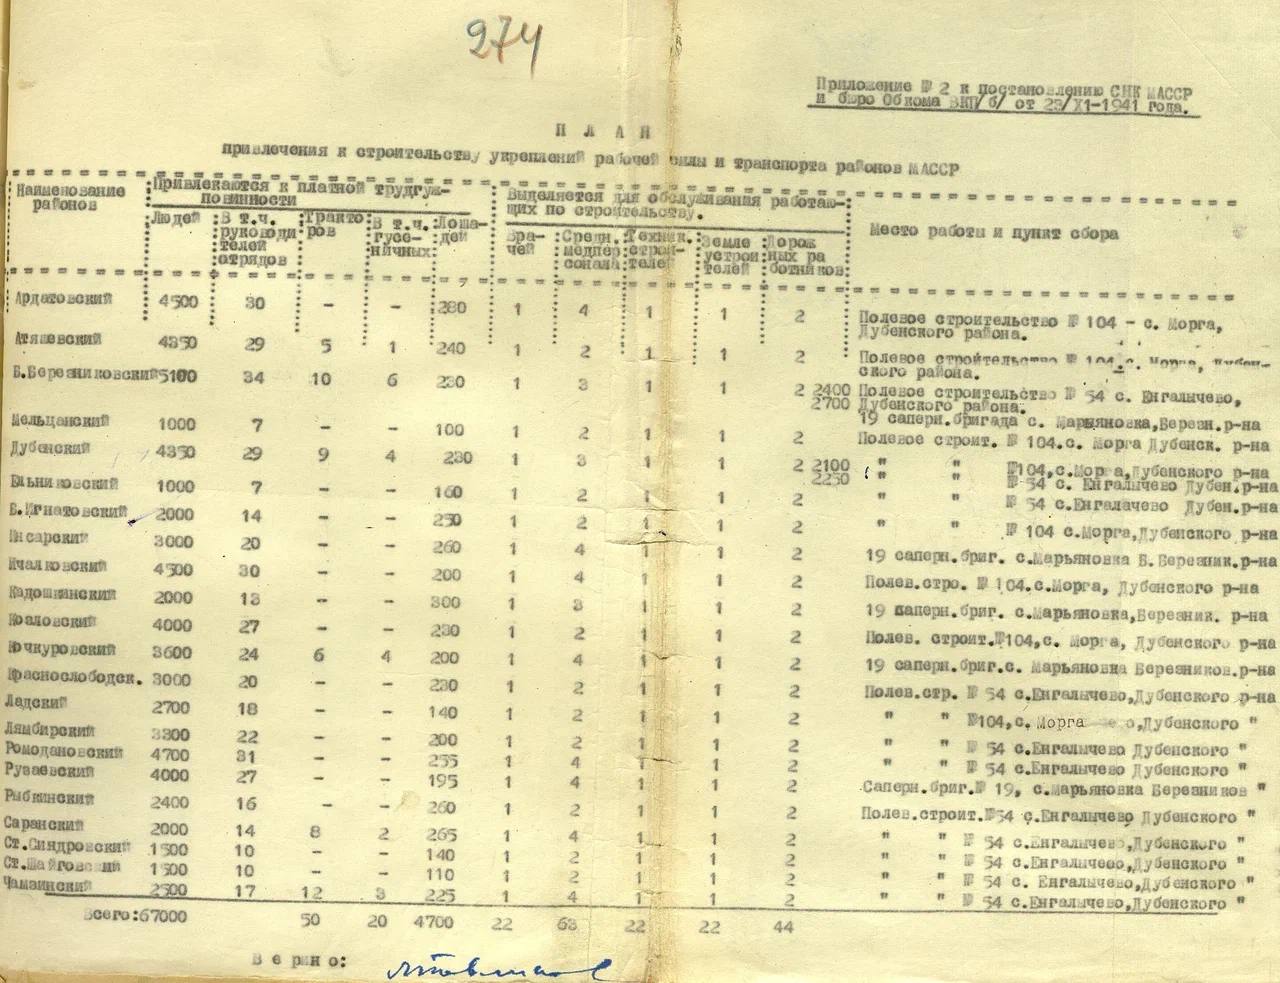 274
Приложение № 2 к постановлению СНК МАССР
и бюро Обкома ВКП/б/ от 23/XI-1941 года.
П Л А Н
привлечения к строительству укреплений рабочей силы и транспорта районов МАССР
Наименование районов : Привлекаются к платной трудгужповинности : Выделяется для обслуживания работающих по строительству. : Место работы и пункт сбора
Людей : В т.ч. руководителей отрядов : Тракторов : В т.ч. гусеничных : Лошадей : Врачей : Средн. медперсонала : Техник. строителей : Землеустроителей : Дорожных работников
Ардатовский 4500 30 - - 280 1 4 1 1 2 Полевое строительство № 104 - с. Морга,
Дубенского района.
Атяшевский 4350 29 5 1 240 1 2 1 1 2 Полевое строительство № 104 с. Морга, Дубен-
ского района.
Б.Березниковский 5100 34 10 6 230 1 3 1 1 2 2400 Полевое строительство № 54 с. Енгалычево,
2700 Дубенского района.
19 саперн.бригада с. Марьяновка,Березн.р-на
Мельцанский 1000 7 - - 100 1 2 1 1 2 Полевое строит. № 104.с. Морга Дубенск. р-на
Дубенский 4350 29 9 4 230 1 3 1 1 2 2100 " " №104,с.Морга,Дубенского р-на
2250 " " № 54 с. Енгалычево Дубен.р-на
Ельниковский 1000 7 - - 160 1 2 1 1 2 " " № 54 с.Енгалачево Дубен.р-на
Б.Игнатовский 2000 14 - - 250 1 2 1 1 2 " " № 104 с.Морга,Дубенского р-на
Инсарский 3000 20 - - 260 1 4 1 1 2 19 саперн.бриг. с.Марьяновка Б.Березник.р-на
Ичалковский 4500 30 - - 200 1 4 1 1 2 Полев.стро. № 104.с.Морга, Дубенского р-на
Кадошкинский 2000 13 - - 300 1 3 1 1 2 19 саперн.бриг. с.Марьяновка,Березник. р-на
Козловский 4000 27 - - 230 1 2 1 1 2 Полев. строит.№104,с. Морга, Дубенского р-на
Кочкуровский 3600 24 6 4 200 1 4 1 1 2 19 саперн.бриг.с. Марьяновка Березников.р-на
Краснослободск. 3000 20 - - 230 1 2 1 1 2 Полев.стр. № 54 с.Енгалычево,Дубенского р-на
Ладский 2700 18 - - 140 1 2 1 1 2 " " №104,с. Морга Дубенского "
Лямбирский 3300 22 - - 200 1 2 1 1 2 " " № 54 с.Енгалычево Дубенского "
Ромодановский 4700 31 - - 255 1 4 1 1 2 " " № 54 с.Енгалычево Дубенского "
Рузаевский 4000 27 - - 195 1 4 1 1 2 Саперн.бриг.№ 19, с.Марьяновка Березников "
Рыбкинский 2400 16 - - 260 1 2 1 1 2 Полев.строит.№54 с.Енгалычево Дубенского "
Саранский 2000 14 8 2 265 1 4 1 1 2 " " № 54 с.Енгалычево,Дубенского "
Ст.Синдровский 1500 10 - - 140 1 2 1 1 2 " " № 54 с.Енгалычево,Дубенского "
Ст.Шайговский 1500 10 - - 110 1 2 1 1 2 " " № 54 с. Енгалычево,Дубенского "
Чамзинский 2500 17 12 3 225 1 4 1 1 2 " " № 54 с.Енгалычево,Дубенского "
Всего:67000 50 20 4700 22 63 22 22 44
В е р н о :